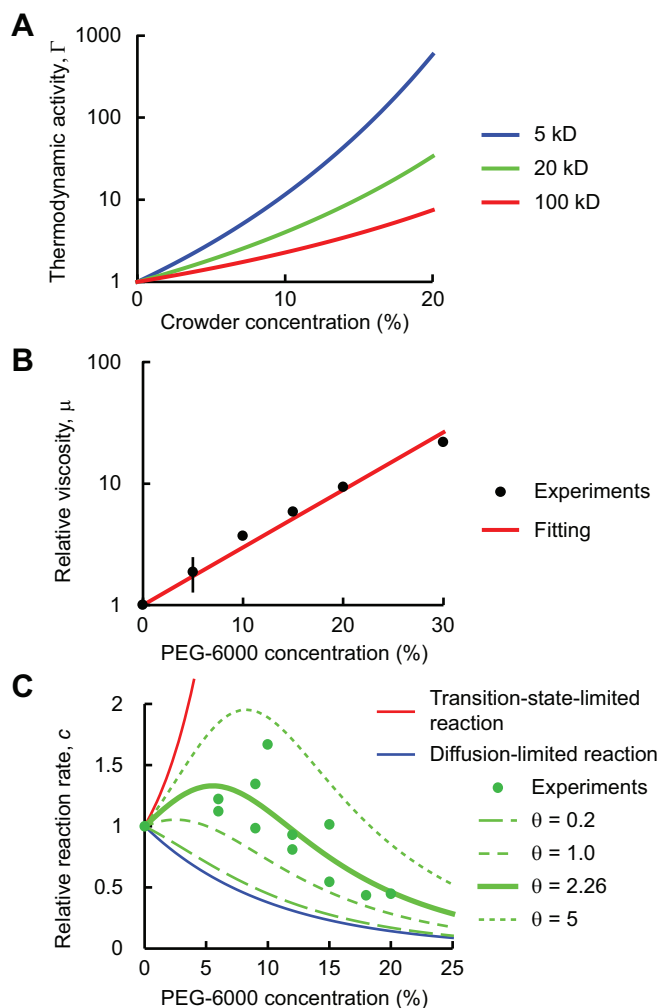 A
Thermodynamic activity, Γ
1000
100
10
1
0
10
20
Crowder concentration (%)
5 kD
20 kD
100 kD
B
Relative viscosity, μ
100
10
1
0
10
20
30
PEG-6000 concentration (%)
Experiments
Fitting
C
Relative reaction rate, c
2
1.5
1
0.5
0
0
5
10
15
20
25
PEG-6000 concentration (%)
Transition-state-limited
reaction
Diffusion-limited reaction
Experiments
θ = 0.2
θ = 1.0
θ = 2.26
θ = 5